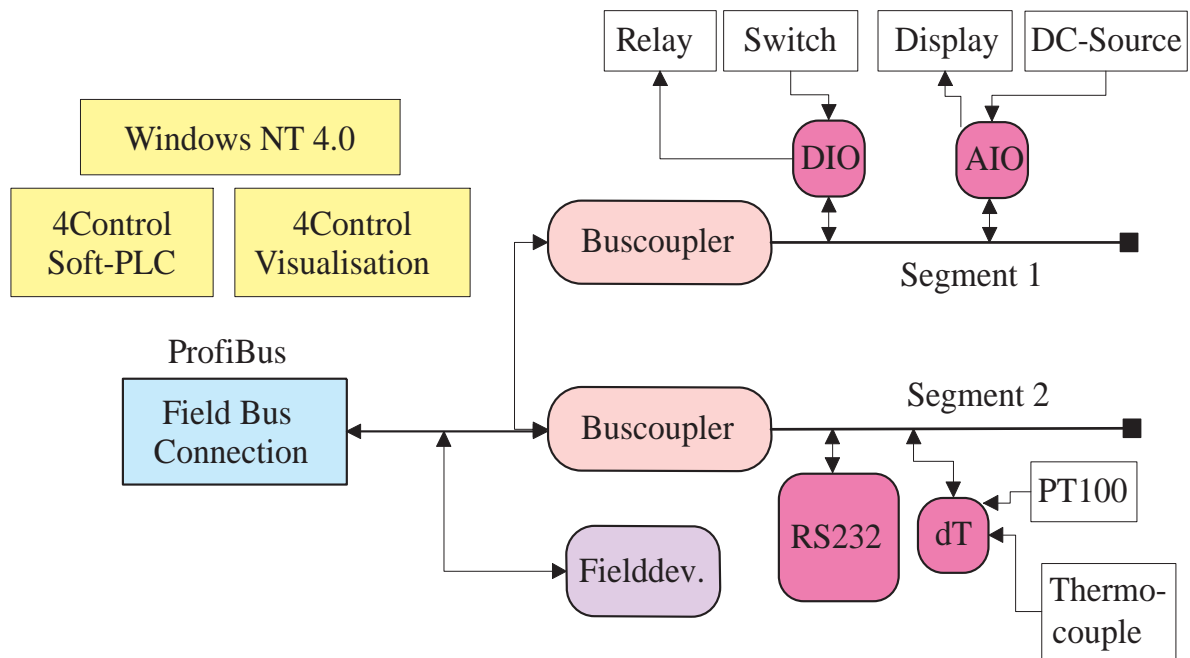 Relay
Switch
Display
DC-Source
Windows NT 4.0
DIO
AIO
4Control
Soft-PLC
4Control
Visualisation
Buscoupler
Segment 1
ProfiBus
Field Bus
Connection
Buscoupler
Segment 2
PT100
RS232
dT
Fielddev.
Thermo-
couple